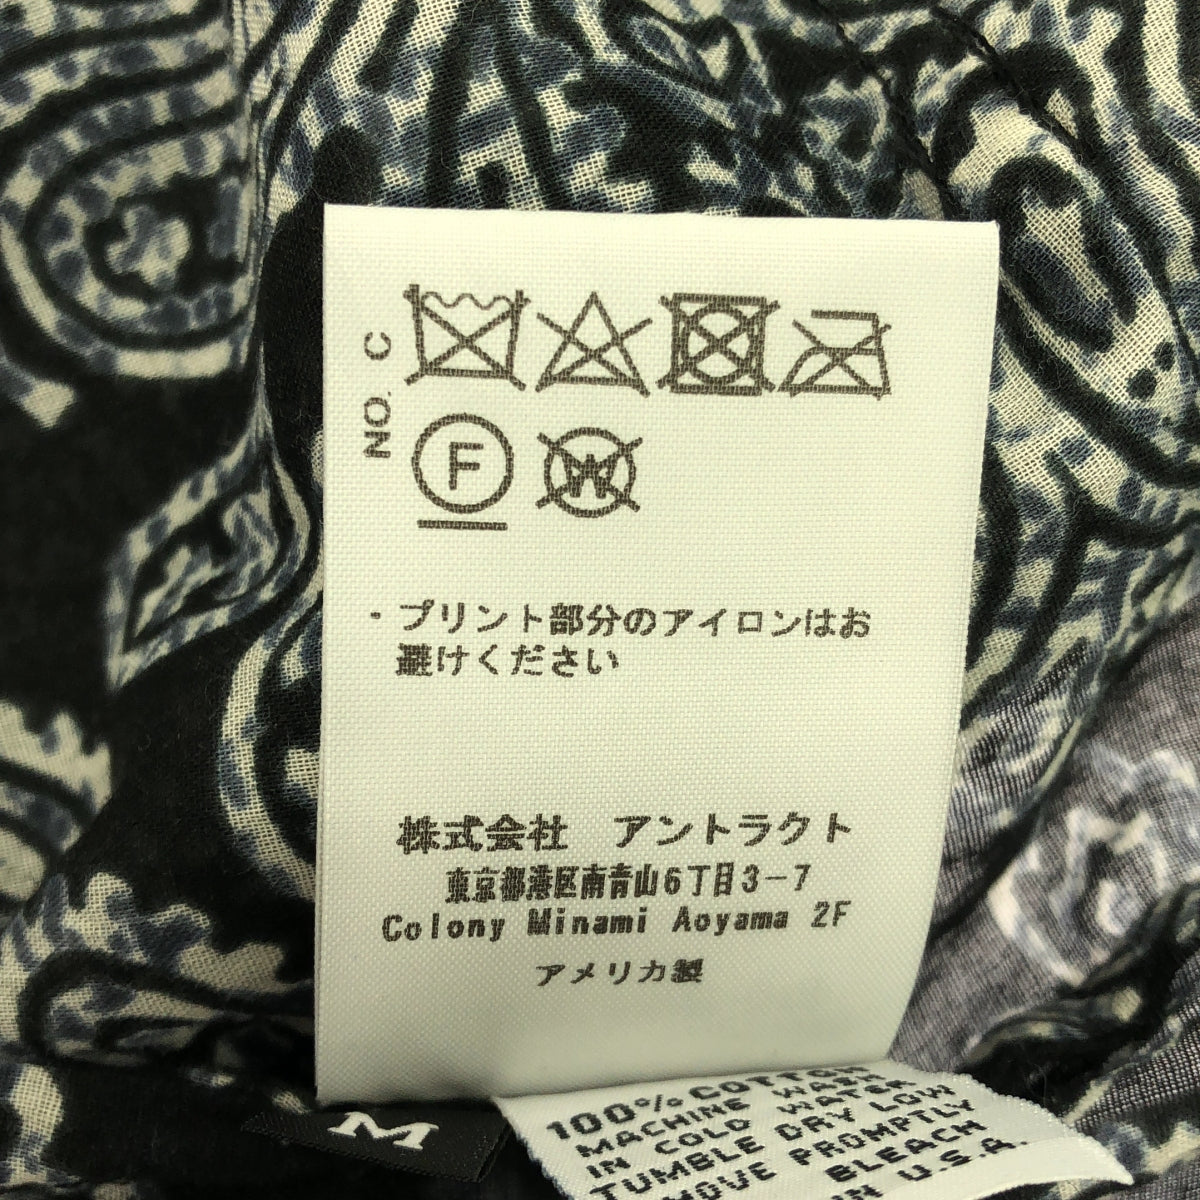 NO. C
F
W
・プリント部分のアイロンはお
避けください
株式会社 アントラクト
東京都港区南青山6丁目3-7
Colony Minami Aoyama 2F
アメリカ製
M
100% COTTON
MACHINE WASH
IN COLD WATER
TUMBLE DRY LOW
PROMPTLY
BLEACH
IN U.S.A.